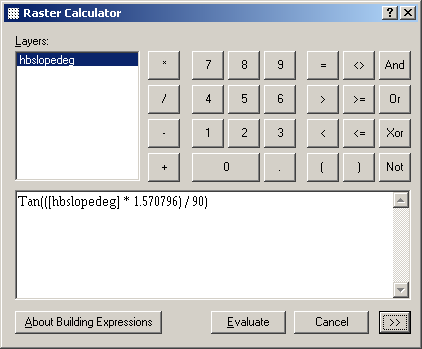 Raster Calculator
Layers:
hbslopedeg
* 7 8 9 = <> And
/ 4 5 6 > >= Or
- 1 2 3 < <= Xor
+ 0 . ( ) Not
Tan(([hbslopedeg] * 1.570796) / 90)
About Building Expressions Evaluate Cancel >>